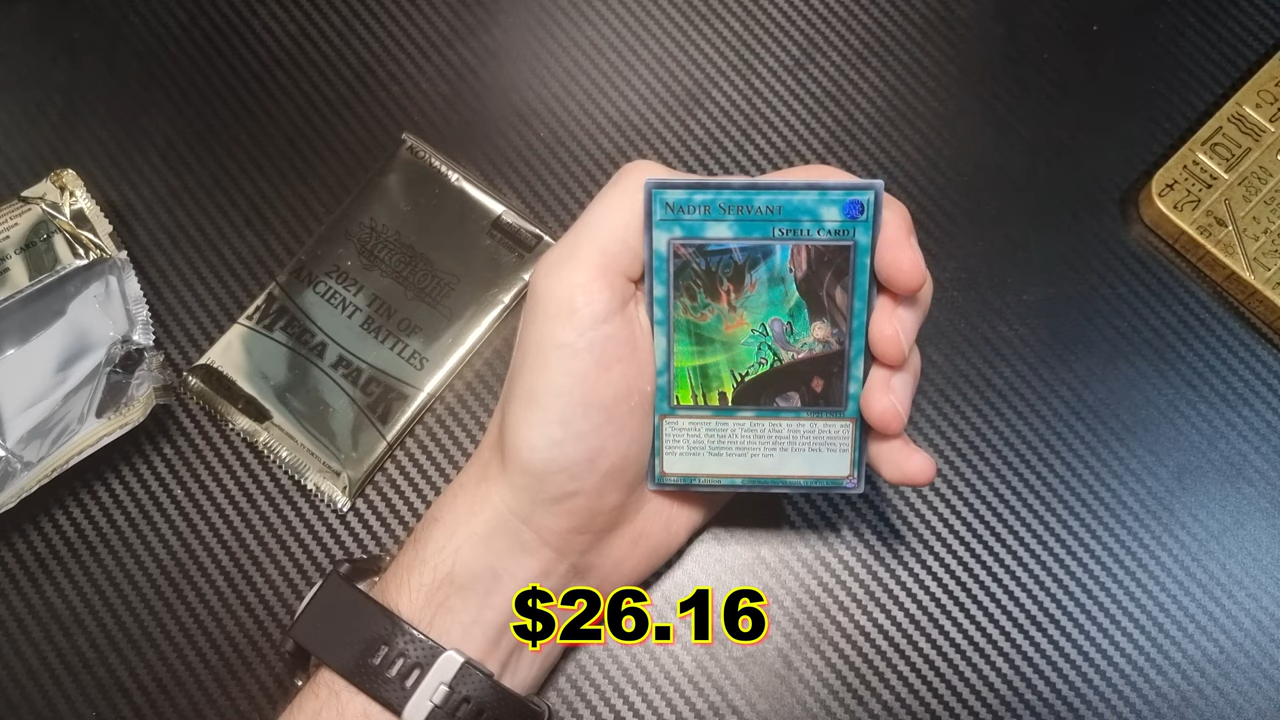 KONAMI
YU-GI-OH!
2021 TIN OF
ANCIENT BATTLES
MEGA PACK
NADIR SERVANT
[SPELL CARD]
MP21-EN135
Send 1 monster from your Extra Deck to the GY, then add
1 "Dogmatika" monster or "Fallen of Albaz" from your Deck or GY
to your hand, that has ATK less than or equal to that sent monster
in the GY, also, for the rest of this turn after this card resolves, you
cannot Special Summon monsters from the Extra Deck. You can
only activate 1 "Nadir Servant" per turn.
1st Edition
$26.16